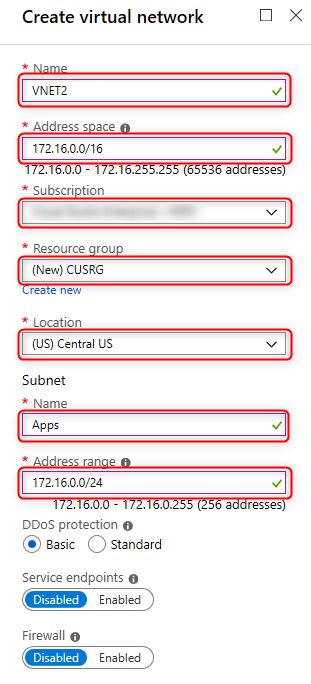 Create virtual network
* Name
VNET2
* Address space
172.16.0.0/16
172.16.0.0 - 172.16.255.255 (65536 addresses)
* Subscription
* Resource group
(New) CUSRG
Create new
* Location
(US) Central US
Subnet
* Name
Apps
* Address range
172.16.0.0/24
172.16.0.0 - 172.16.0.255 (256 addresses)
DDoS protection
Basic Standard
Service endpoints
Disabled Enabled
Firewall
Disabled Enabled